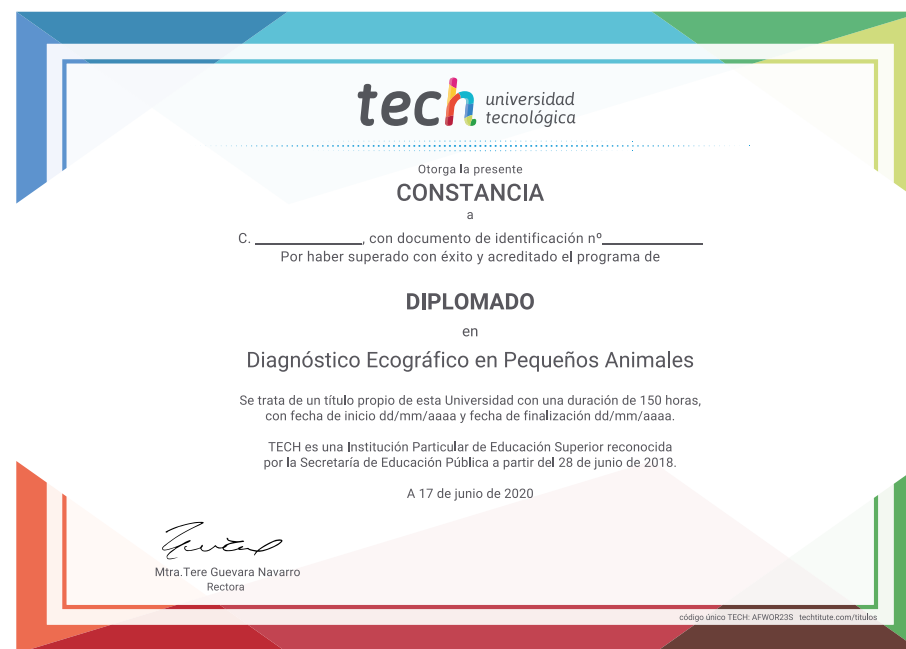 tech universidad
tecnológica
Otorga la presente
CONSTANCIA
a
C. ______________, con documento de identificación nº_____________
Por haber superado con éxito y acreditado el programa de
DIPLOMADO
en
Diagnóstico Ecográfico en Pequeños Animales
Se trata de un título propio de esta Universidad con una duración de 150 horas,
con fecha de inicio dd/mm/aaaa y fecha de finalización dd/mm/aaaa.
TECH es una Institución Particular de Educación Superior reconocida
por la Secretaría de Educación Pública a partir del 28 de junio de 2018.
A 17 de junio de 2020
Mtra.Tere Guevara Navarro
Rectora
código único TECH: AFWOR23S techtitute.com/titulos